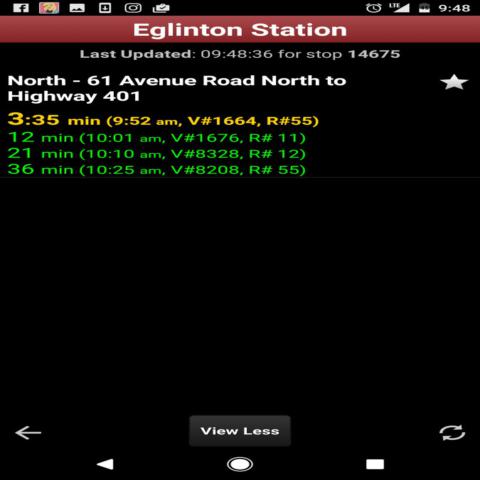 LTE 9:48
Eglinton Station
Last Updated: 09:48:36 for stop 14675
North - 61 Avenue Road North to
Highway 401
3:35 min (9:52 am, V#1664, R#55)
12 min (10:01 am, V#1676, R# 11)
21 min (10:10 am, V#8328, R# 12)
36 min (10:25 am, V#8208, R# 55)
View Less